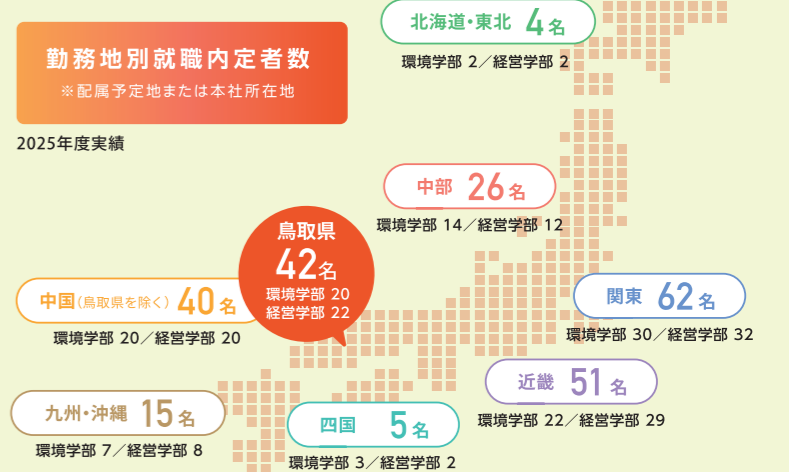 勤務地別就職内定者数
※配属予定地または本社所在地
2025年度実績
北海道・東北 4名
環境学部 2／経営学部 2
中部 26名
環境学部 14／経営学部 12
鳥取県
42名
環境学部 20
経営学部 22
中国(鳥取県を除く) 40名
環境学部 20／経営学部 20
関東 62名
環境学部 30／経営学部 32
近畿 51名
環境学部 22／経営学部 29
九州・沖縄 15名
環境学部 7／経営学部 8
四国 5名
環境学部 3／経営学部 2